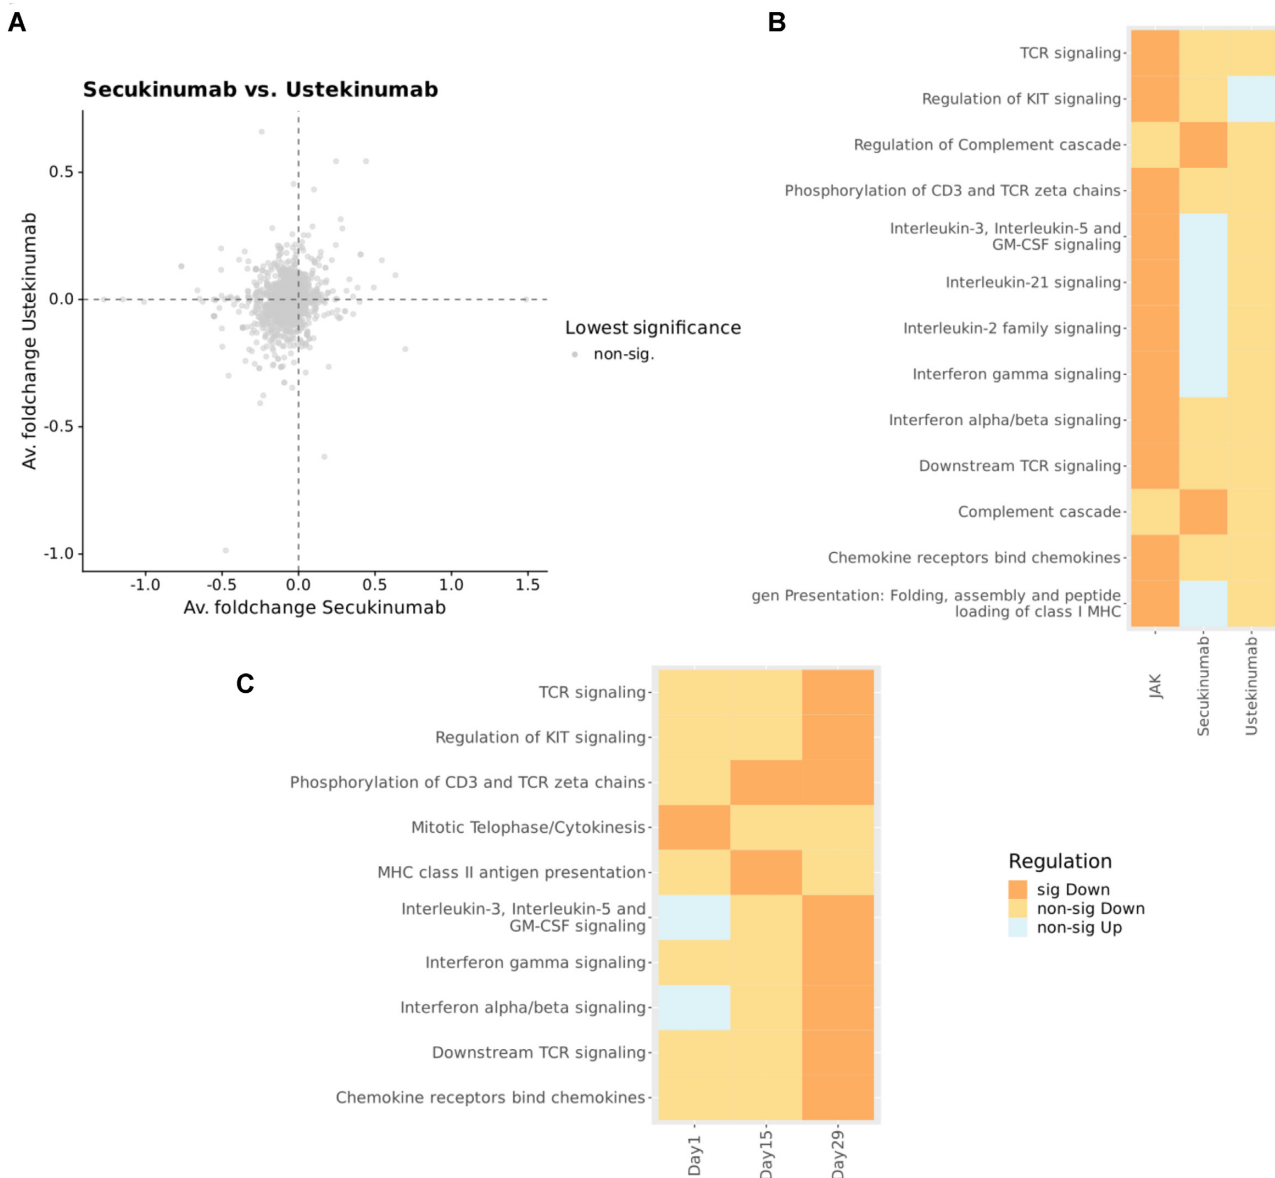 A
Secukinumab vs. Ustekinumab
Av. foldchange Ustekinumab
0.5
0.0
-0.5
-1.0
-1.0
-0.5
0.0
0.5
1.0
1.5
Av. foldchange Secukinumab
Lowest significance
non-sig.
B
TCR signaling
Regulation of KIT signaling
Regulation of Complement cascade
Phosphorylation of CD3 and TCR zeta chains
Interleukin-3, Interleukin-5 and
GM-CSF signaling
Interleukin-21 signaling
Interleukin-2 family signaling
Interferon gamma signaling
Interferon alpha/beta signaling
Downstream TCR signaling
Complement cascade
Chemokine receptors bind chemokines
gen Presentation: Folding, assembly and peptide
loading of class I MHC
JAK
Secukinumab
Ustekinumab
C
TCR signaling
Regulation of KIT signaling
Phosphorylation of CD3 and TCR zeta chains
Mitotic Telophase/Cytokinesis
MHC class II antigen presentation
Interleukin-3, Interleukin-5 and
GM-CSF signaling
Interferon gamma signaling
Interferon alpha/beta signaling
Downstream TCR signaling
Chemokine receptors bind chemokines
Day1
Day15
Day29
Regulation
sig Down
non-sig Down
non-sig Up